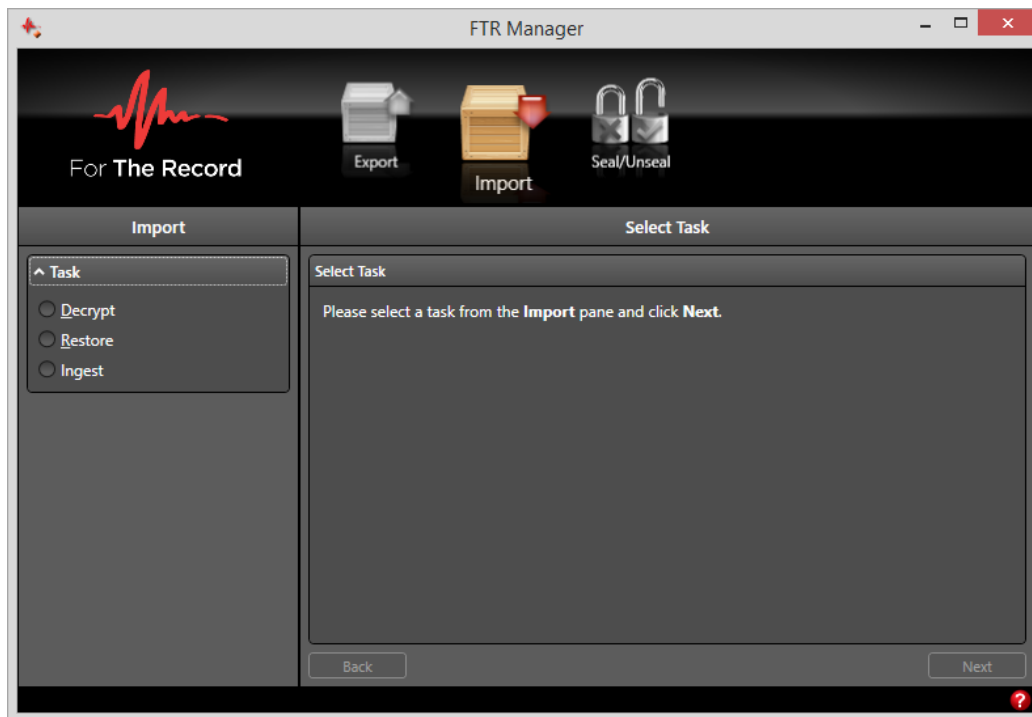 FTR Manager
For The Record
Export
Import
Seal/Unseal
Import
Select Task
Task
Decrypt
Restore
Ingest
Select Task
Please select a task from the Import pane and click Next.
Back
Next
?